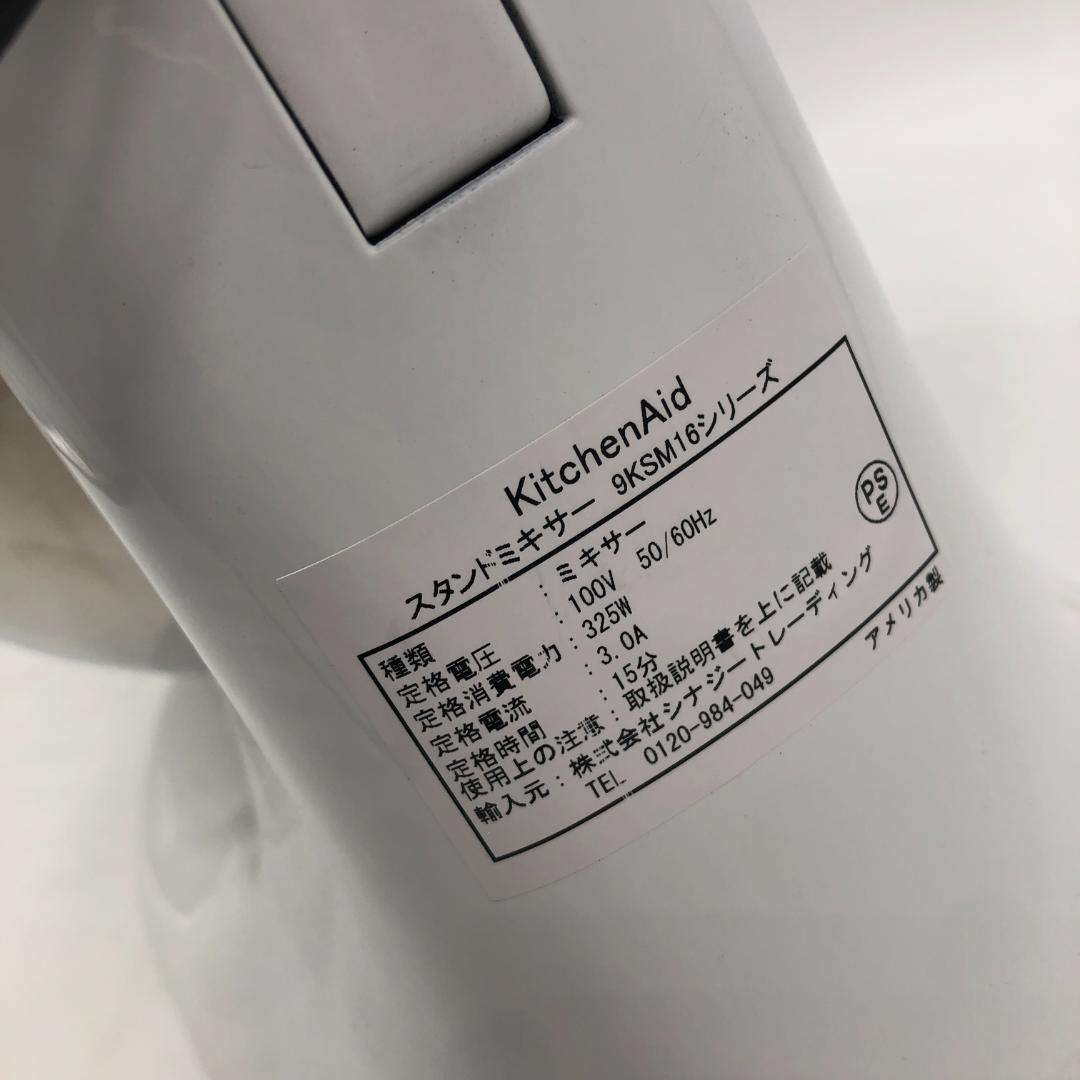 KitchenAid
スタンドミキサー 9KSM16シリーズ
種類 : ミキサー
定格電圧 : 100V 50/60Hz
定格消費電力 : 325W
定格電流 : 3.0A
定格時間 : 15分
使用上の注意 : 取扱説明書を上に記載
輸入元 : 株式会社シナジートレーディング
TEL 0120-984-049
PSE
アメリカ製